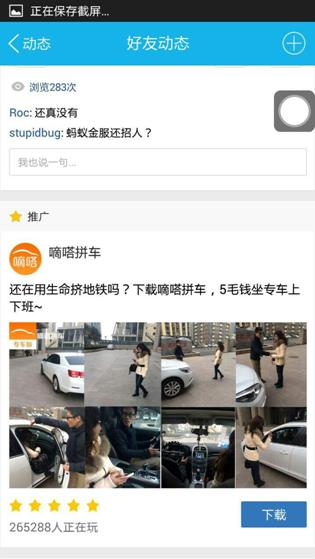 正在保存截屏...
动态
好友动态
浏览283次
Roc: 还真没有
stupidbug: 蚂蚁金服还招人？
我也说一句...
推广
嘀嗒
嘀嗒拼车
还在用生命挤地铁吗？下载嘀嗒拼车，5毛钱坐专车上
下班~
专车圈
265288人正在玩
下载